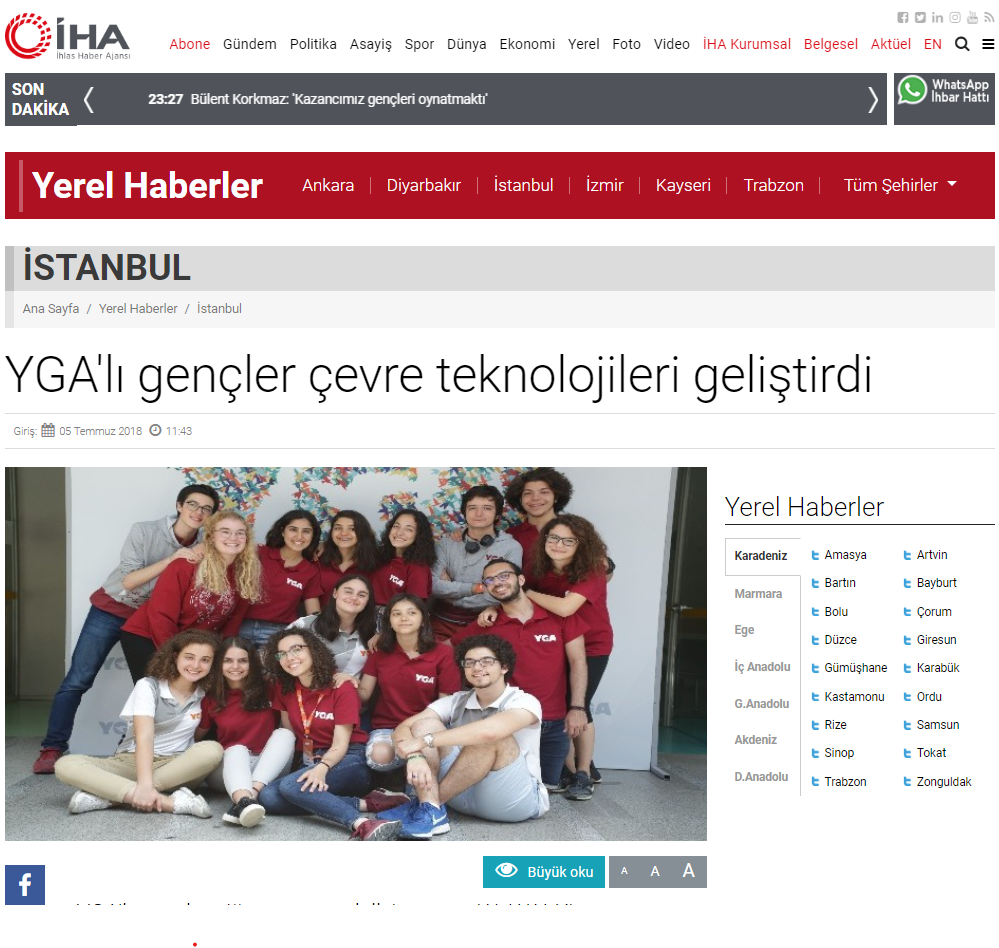 İHA
İhlas Haber Ajansı
Abone Gündem Politika Asayiş Spor Dünya Ekonomi Yerel Foto Video İHA Kurumsal Belgesel Aktüel EN
SON DAKİKA
23:27 Bülent Korkmaz: 'Kazancımız gençleri oynatmaktı'
WhatsApp
İhbar Hattı
Yerel Haberler Ankara Diyarbakır İstanbul İzmir Kayseri Trabzon Tüm Şehirler
İSTANBUL
Ana Sayfa / Yerel Haberler / İstanbul
YGA'lı gençler çevre teknolojileri geliştirdi
Giriş: 05 Temmuz 2018 11:43
YGA
YGA
YGA
YGA
Yerel Haberler
Karadeniz
Marmara
Ege
İç Anadolu
G.Anadolu
Akdeniz
D.Anadolu
Amasya Artvin
Bartın Bayburt
Bolu Çorum
Düzce Giresun
Gümüşhane Karabük
Kastamonu Ordu
Rize Samsun
Sinop Tokat
Trabzon Zonguldak
Büyük oku A A A